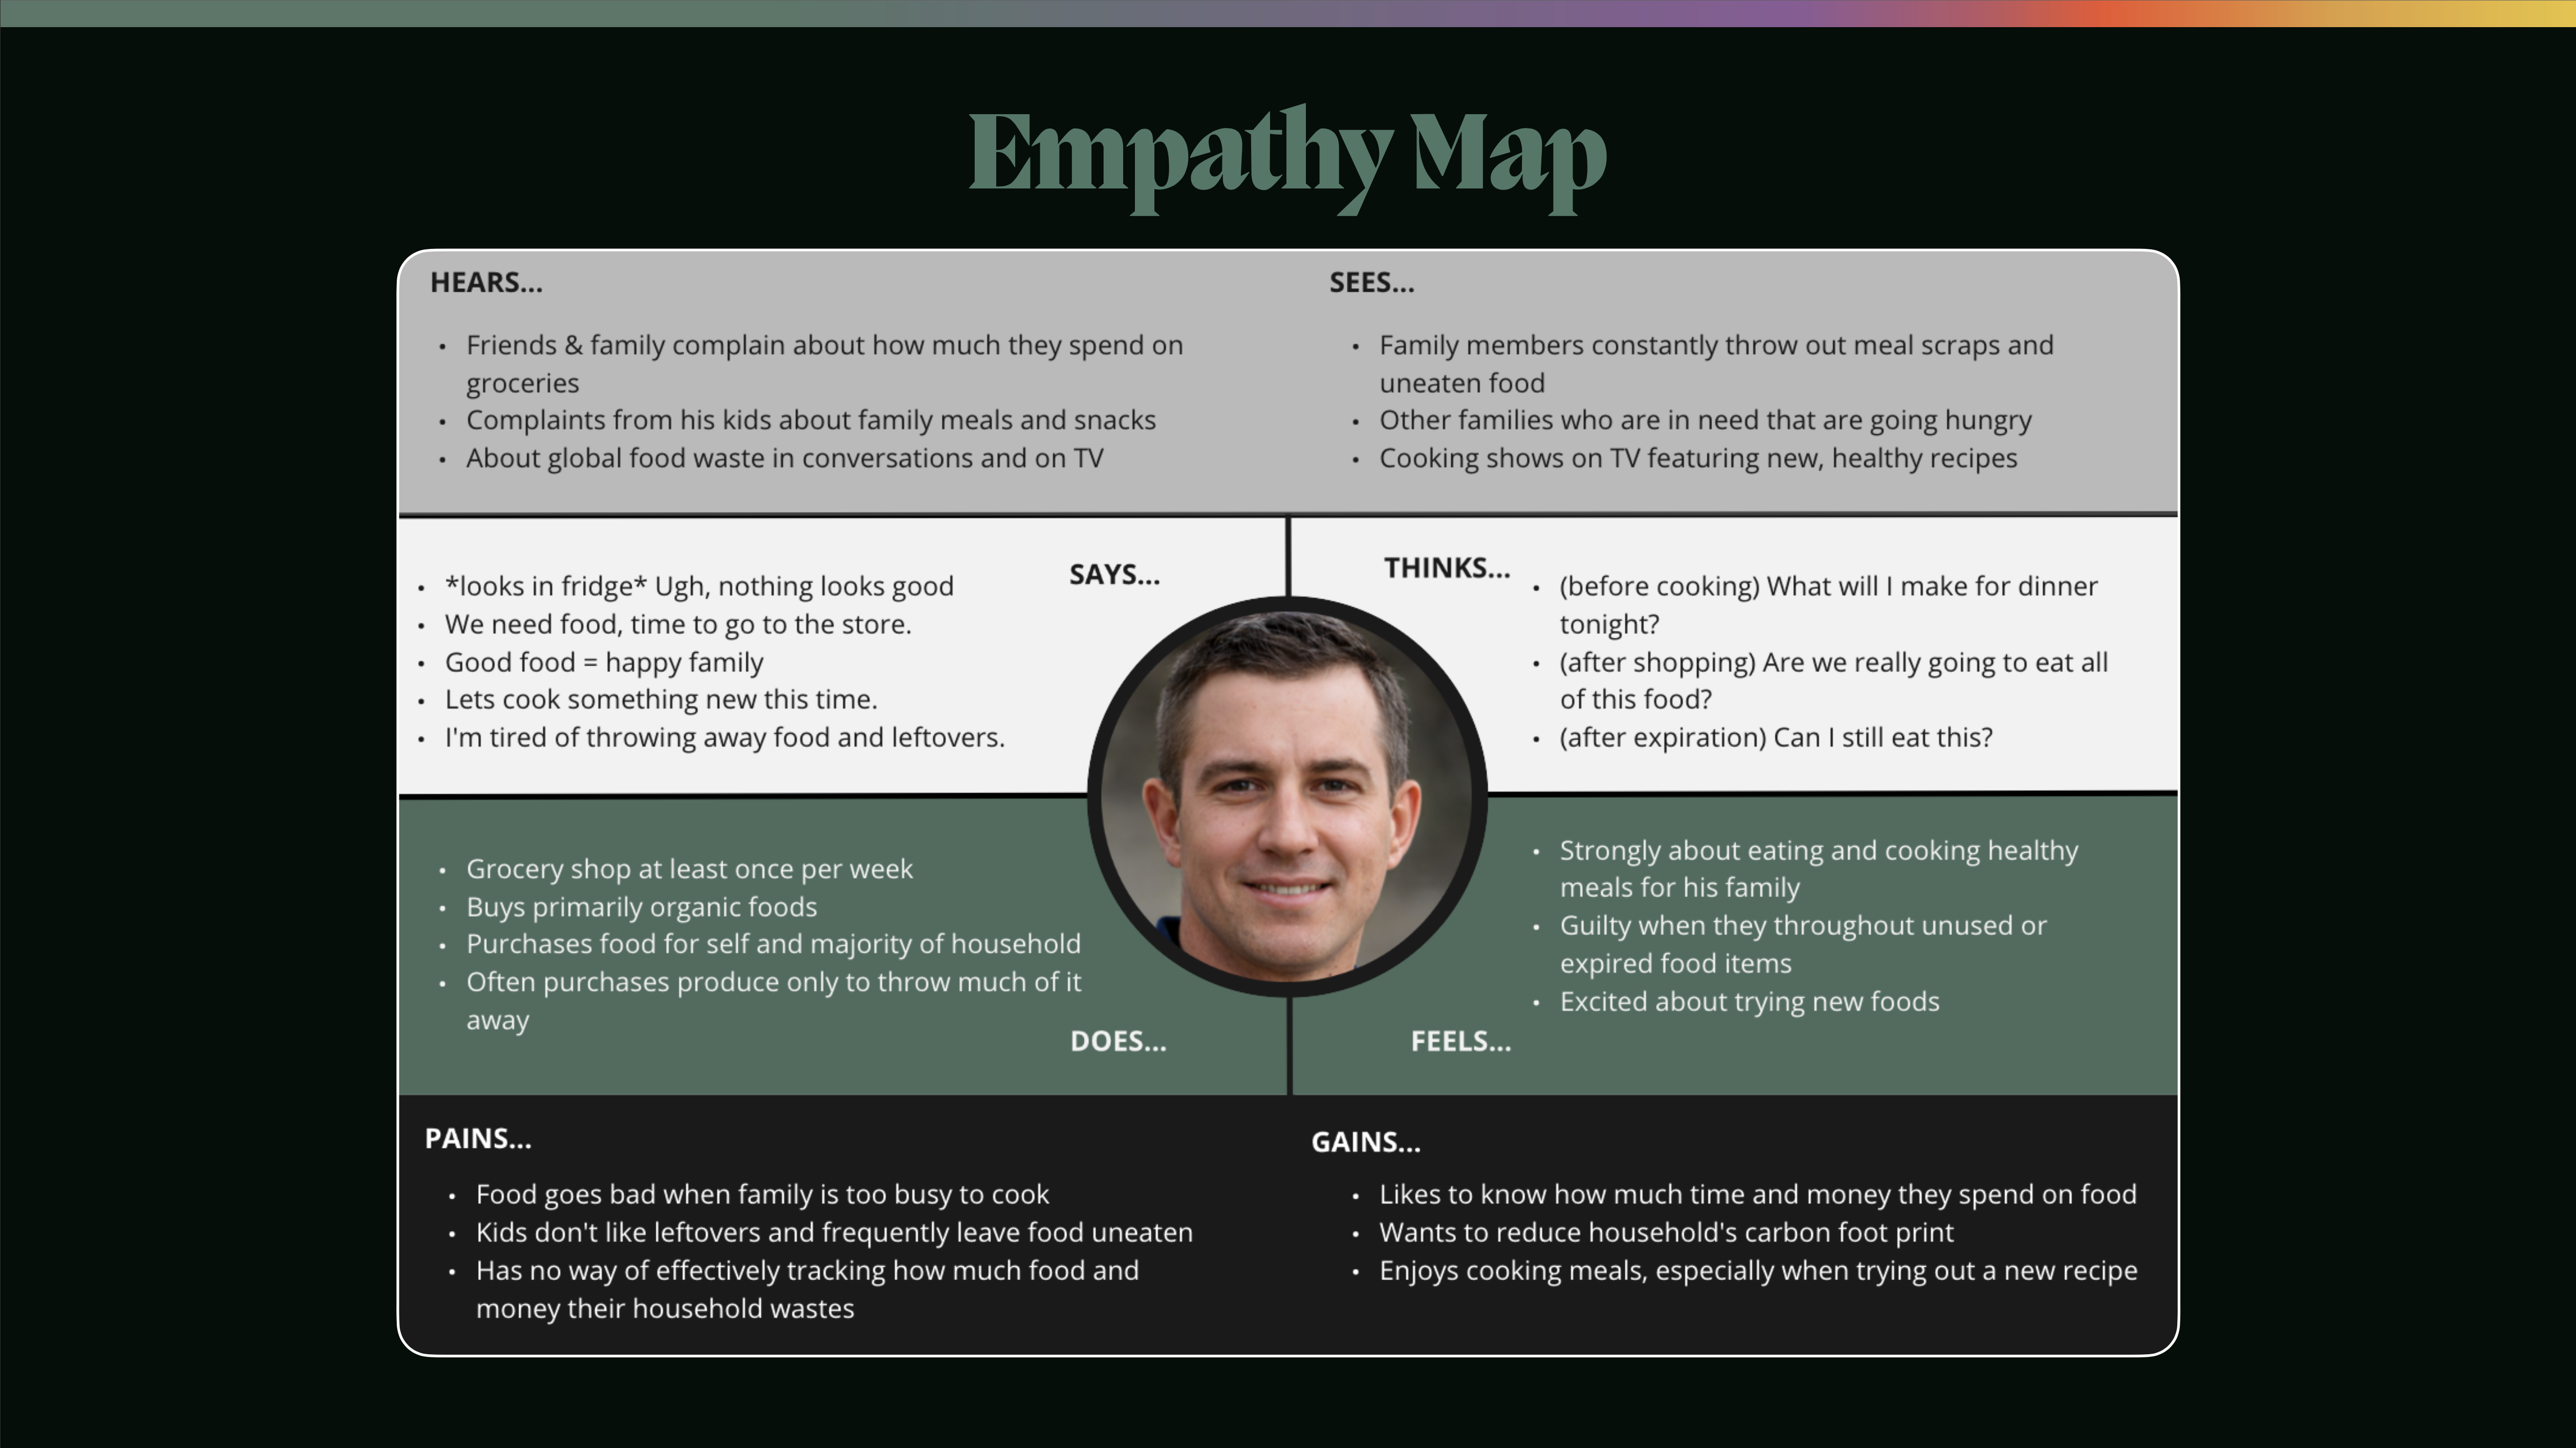 Empathy Map
HEARS...
• Friends & family complain about how much they spend on
groceries
• Complaints from his kids about family meals and snacks
• About global food waste in conversations and on TV
SEES...
• Family members constantly throw out meal scraps and
uneaten food
• Other families who are in need that are going hungry
• Cooking shows on TV featuring new, healthy recipes
SAYS...
• *looks in fridge* Ugh, nothing looks good
• We need food, time to go to the store.
• Good food = happy family
• Lets cook something new this time.
• I'm tired of throwing away food and leftovers.
THINKS...
• (before cooking) What will I make for dinner
tonight?
• (after shopping) Are we really going to eat all
of this food?
• (after expiration) Can I still eat this?
• Grocery shop at least once per week
• Buys primarily organic foods
• Purchases food for self and majority of household
• Often purchases produce only to throw much of it
away
DOES...
• Strongly about eating and cooking healthy
meals for his family
• Guilty when they throughout unused or
expired food items
• Excited about trying new foods
FEELS...
PAINS...
• Food goes bad when family is too busy to cook
• Kids don't like leftovers and frequently leave food uneaten
• Has no way of effectively tracking how much food and
money their household wastes
GAINS...
• Likes to know how much time and money they spend on food
• Wants to reduce household's carbon foot print
• Enjoys cooking meals, especially when trying out a new recipe